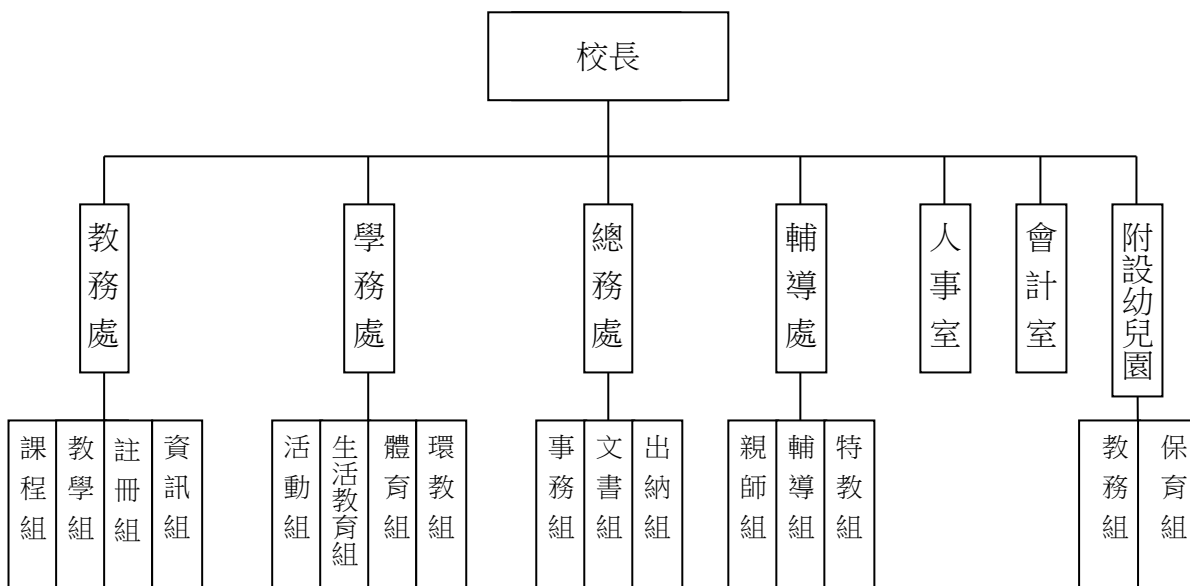 校長
教務處
學務處
總務處
輔導處
人事室
會計室
附設幼兒園
課程組
教學組
註冊組
資訊組
活動組
生活教育組
體育組
環教組
事務組
文書組
出納組
親師組
輔導組
特教組
教務組
保育組